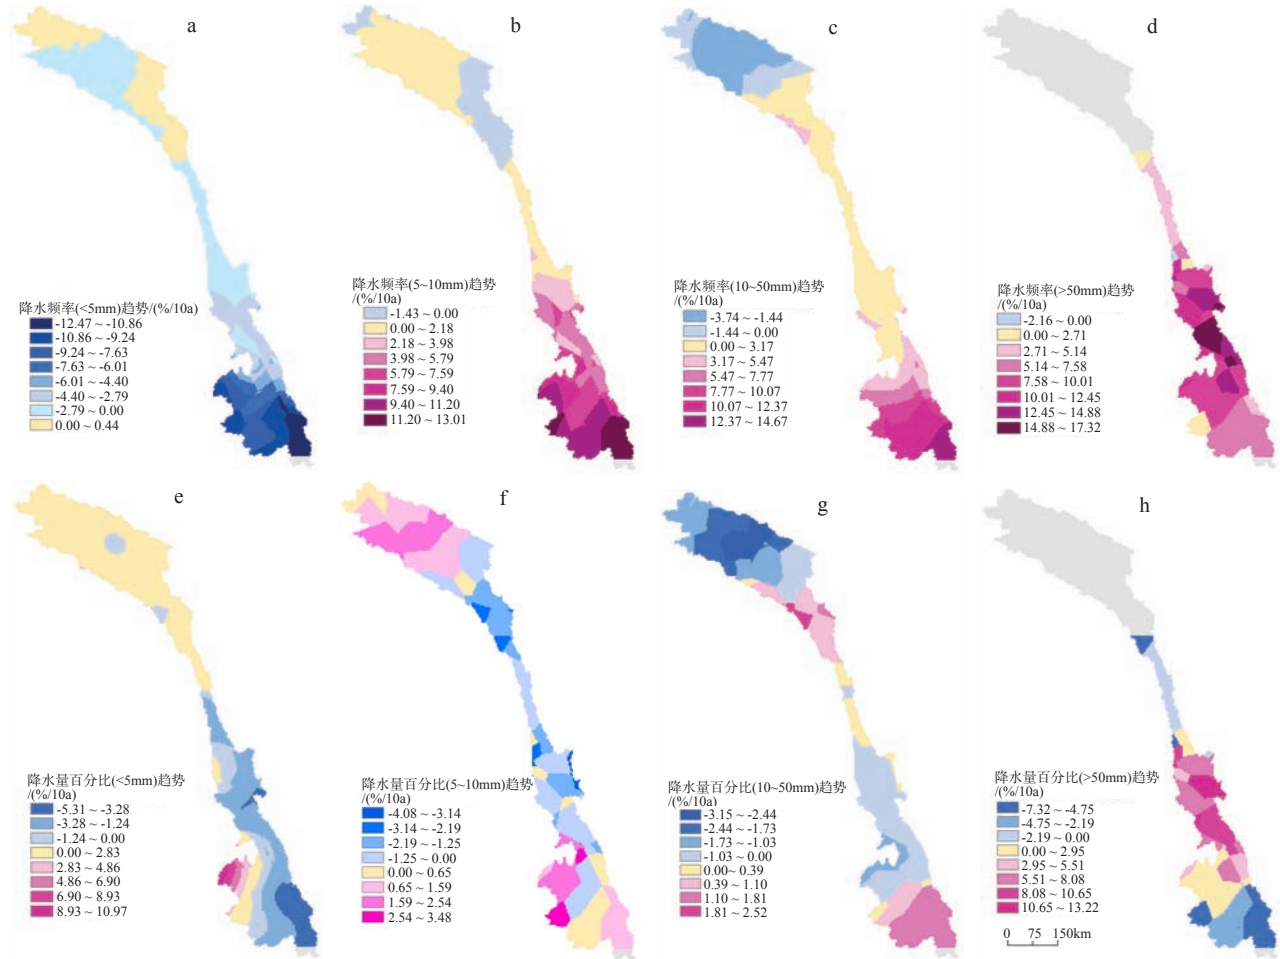 a
b
c
d
降水频率(<5mm)趋势/(%/10a)
-12.47 ~ -10.86
-10.86 ~ -9.24
-9.24 ~ -7.63
-7.63 ~ -6.01
-6.01 ~ -4.40
-4.40 ~ -2.79
-2.79 ~ 0.00
0.00 ~ 0.44
降水频率(5~10mm)趋势
/(%/10a)
-1.43 ~ 0.00
0.00 ~ 2.18
2.18 ~ 3.98
3.98 ~ 5.79
5.79 ~ 7.59
7.59 ~ 9.40
9.40 ~ 11.20
11.20 ~ 13.01
降水频率(10~50mm)趋势
/(%/10a)
-3.74 ~ -1.44
-1.44 ~ 0.00
0.00 ~ 3.17
3.17 ~ 5.47
5.47 ~ 7.77
7.77 ~ 10.07
10.07 ~ 12.37
12.37 ~ 14.67
降水频率(>50mm)趋势
/(%/10a)
-2.16 ~ 0.00
0.00 ~ 2.71
2.71 ~ 5.14
5.14 ~ 7.58
7.58 ~ 10.01
10.01 ~ 12.45
12.45 ~ 14.88
14.88 ~ 17.32
e
f
g
h
降水量百分比(<5mm)趋势
/(%/10a)
-5.31 ~ -3.28
-3.28 ~ -1.24
-1.24 ~ 0.00
0.00 ~ 2.83
2.83 ~ 4.86
4.86 ~ 6.90
6.90 ~ 8.93
8.93 ~ 10.97
降水量百分比(5~10mm)趋势
/(%/10a)
-4.08 ~ -3.14
-3.14 ~ -2.19
-2.19 ~ -1.25
-1.25 ~ 0.00
0.00 ~ 0.65
0.65 ~ 1.59
1.59 ~ 2.54
2.54 ~ 3.48
降水量百分比(10~50mm)趋势
/(%/10a)
-3.15 ~ -2.44
-2.44 ~ -1.73
-1.73 ~ -1.03
-1.03 ~ 0.00
0.00~ 0.39
0.39 ~ 1.10
1.10 ~ 1.81
1.81 ~ 2.52
降水量百分比(>50mm)趋势
/(%/10a)
-7.32 ~ -4.75
-4.75 ~ -2.19
-2.19 ~ 0.00
0.00 ~ 2.95
2.95 ~ 5.51
5.51 ~ 8.08
8.08 ~ 10.65
10.65 ~ 13.22
0 75 150km